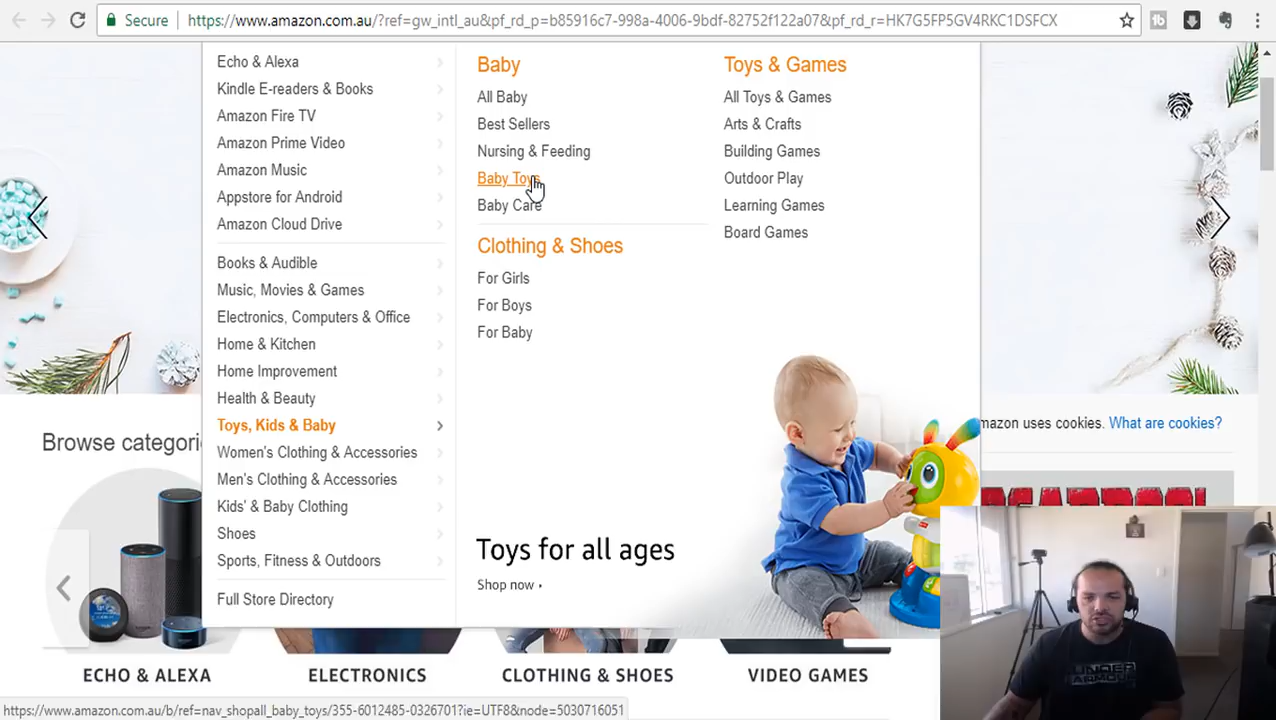 Secure
https://www.amazon.com.au/?ref=gw_intl_au&pf_rd_p=b85916c7-998a-4006-9bdf-82752f122a07&pf_rd_r=HK7G5FP5GV4RKC1DSFCX
Echo & Alexa
Kindle E-readers & Books
Amazon Fire TV
Amazon Prime Video
Amazon Music
Appstore for Android
Amazon Cloud Drive
Books & Audible
Music, Movies & Games
Electronics, Computers & Office
Home & Kitchen
Home Improvement
Health & Beauty
Toys, Kids & Baby
Women's Clothing & Accessories
Men's Clothing & Accessories
Kids' & Baby Clothing
Shoes
Sports, Fitness & Outdoors
Full Store Directory
Baby
All Baby
Best Sellers
Nursing & Feeding
Baby Toys
Baby Care
Clothing & Shoes
For Girls
For Boys
For Baby
Toys & Games
All Toys & Games
Arts & Crafts
Building Games
Outdoor Play
Learning Games
Board Games
Toys for all ages
Shop now
mazon uses cookies. What are cookies?
Browse categori
ECHO & ALEXA
ELECTRONICS
CLOTHING & SHOES
VIDEO GAMES
UNDER
ARMOUR
https://www.amazon.com.au/b/ref=nav_shopall_baby_toys/355-6012485-0326701?ie=UTF8&node=5030716051